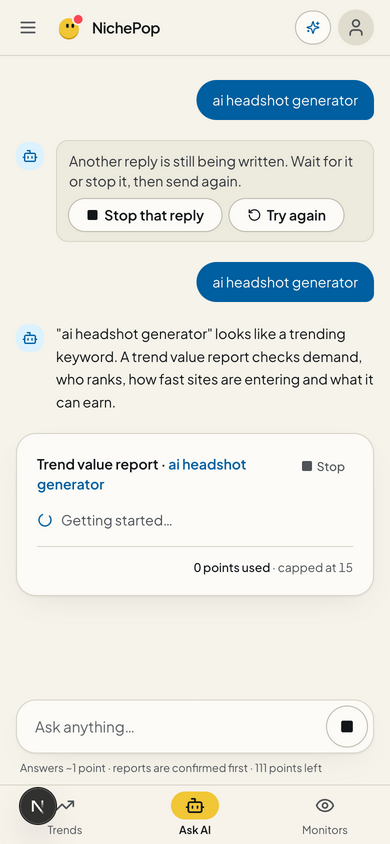 NichePop
ai headshot generator
Another reply is still being written. Wait for it
or stop it, then send again.
Stop that reply
Try again
ai headshot generator
"ai headshot generator" looks like a trending
keyword. A trend value report checks demand,
who ranks, how fast sites are entering and what it
can earn.
Trend value report · ai headshot
generator
Stop
Getting started…
0 points used · capped at 15
Ask anything…
Answers ~1 point · reports are confirmed first · 111 points left
N
Trends
Ask AI
Monitors